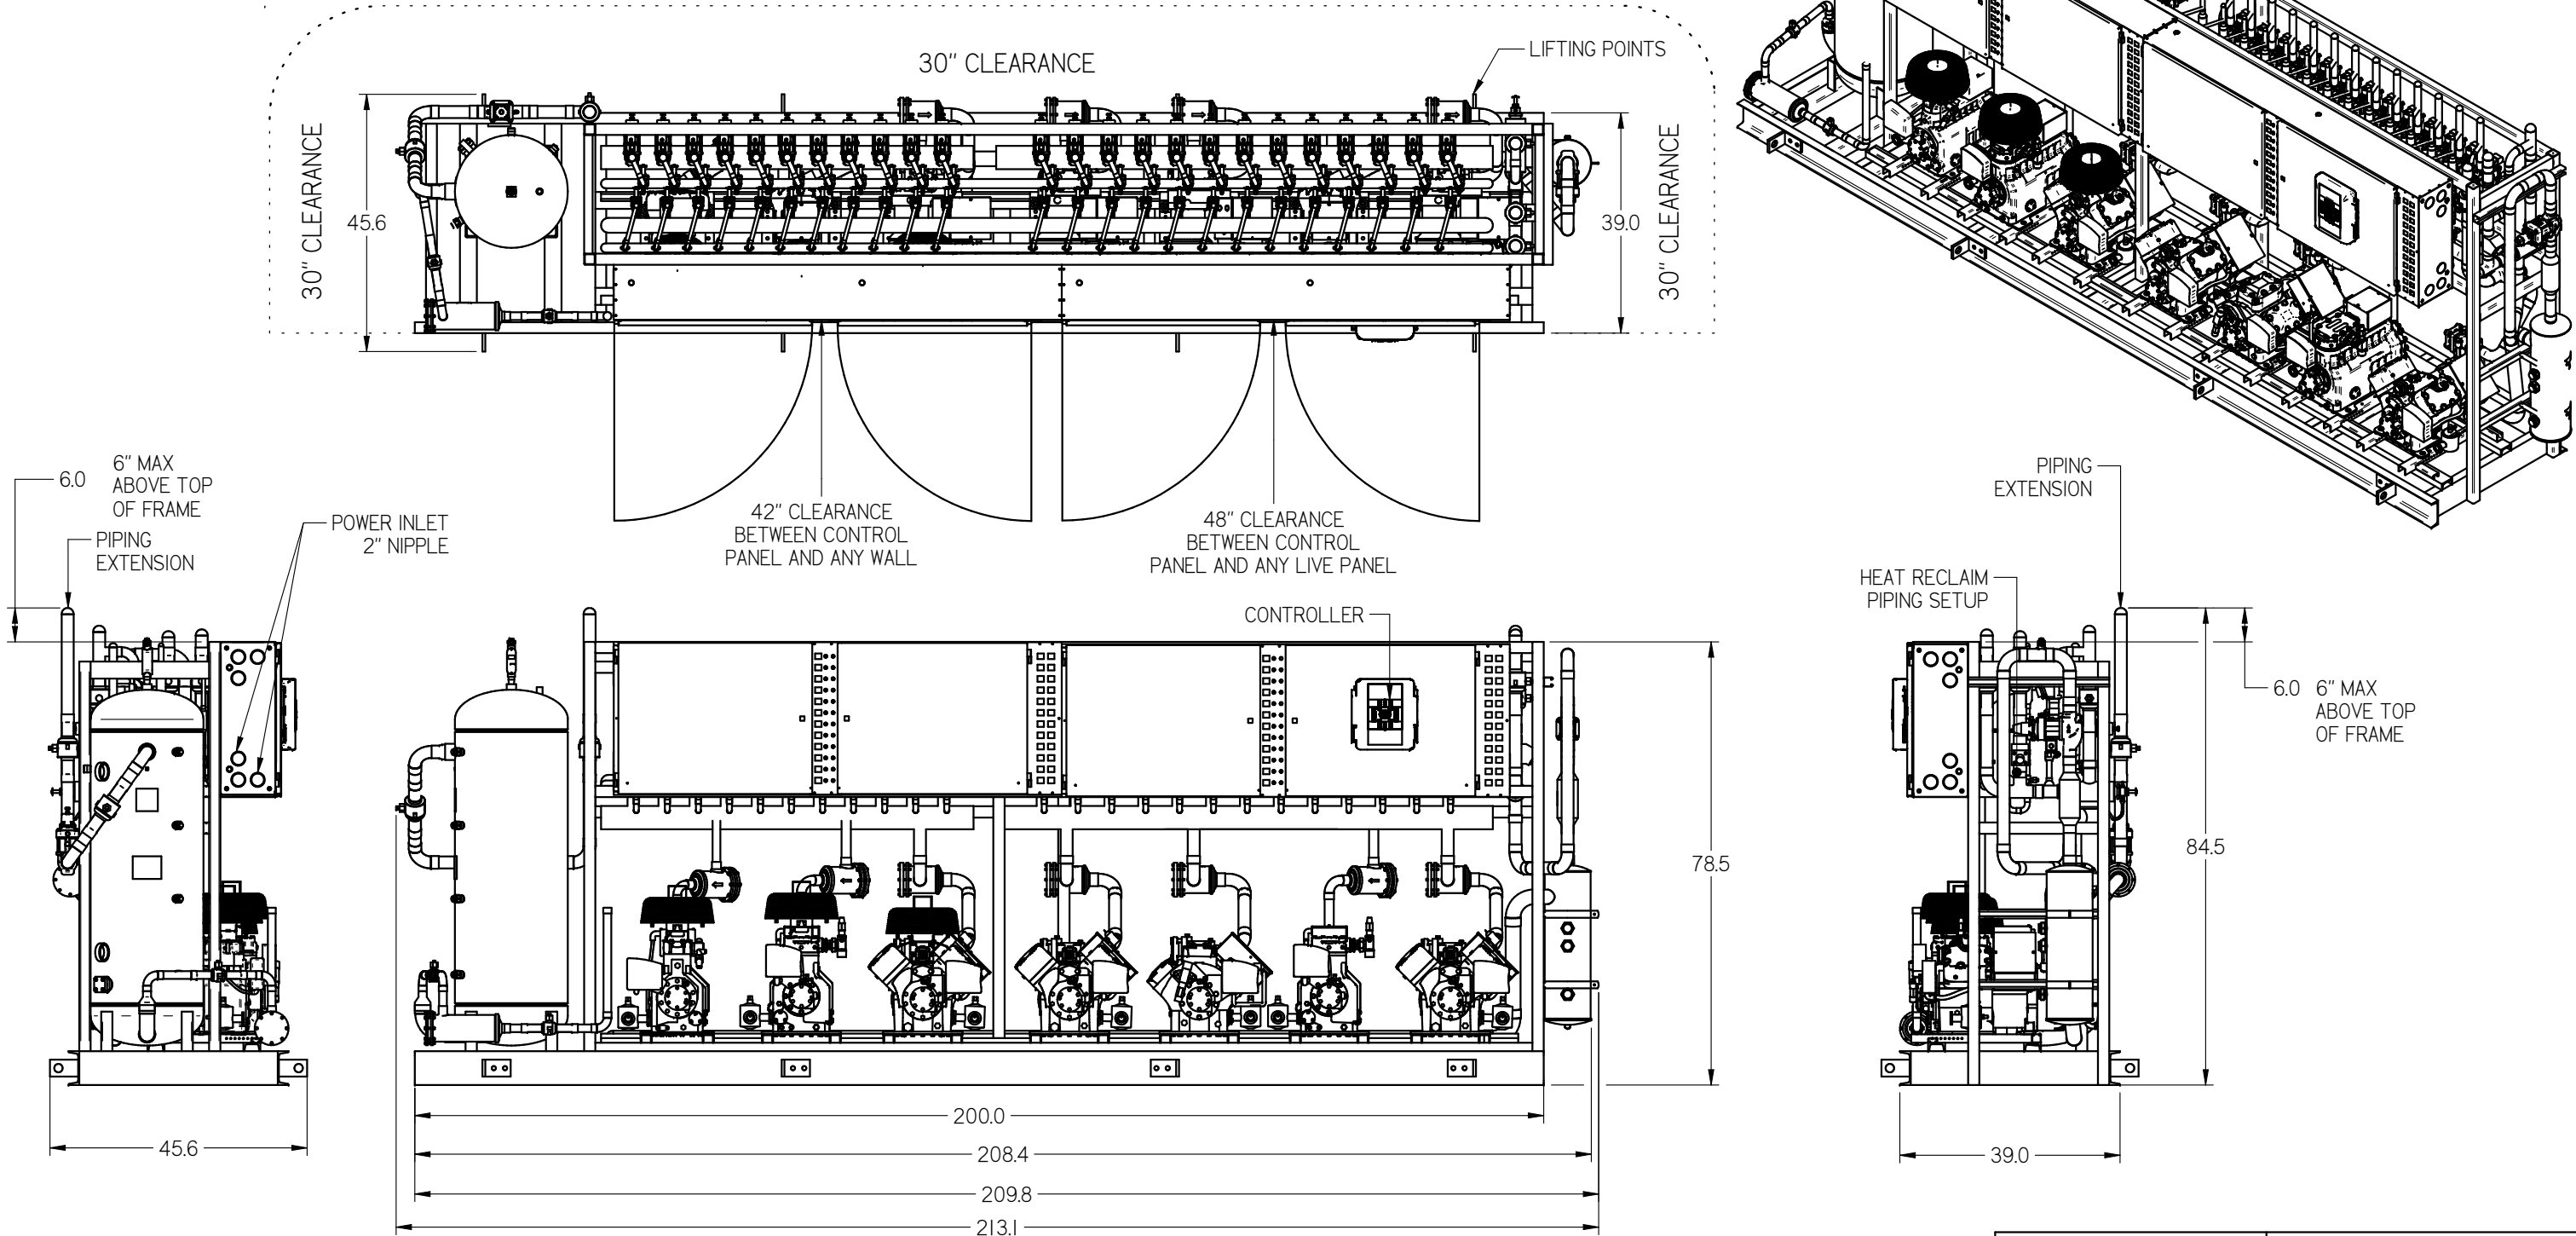 30" CLEARANCE
LIFTING POINTS
30" CLEARANCE
45.6
39.0
30" CLEARANCE
42" CLEARANCE
BETWEEN CONTROL
PANEL AND ANY WALL
48" CLEARANCE
BETWEEN CONTROL
PANEL AND ANY LIVE PANEL
6.0
6" MAX
ABOVE TOP
OF FRAME
PIPING
EXTENSION
POWER INLET
2" NIPPLE
45.6
CONTROLLER
78.5
200.0
208.4
209.8
213.1
PIPING
EXTENSION
HEAT RECLAIM
PIPING SETUP
6.0
6" MAX
ABOVE TOP
OF FRAME
84.5
39.0